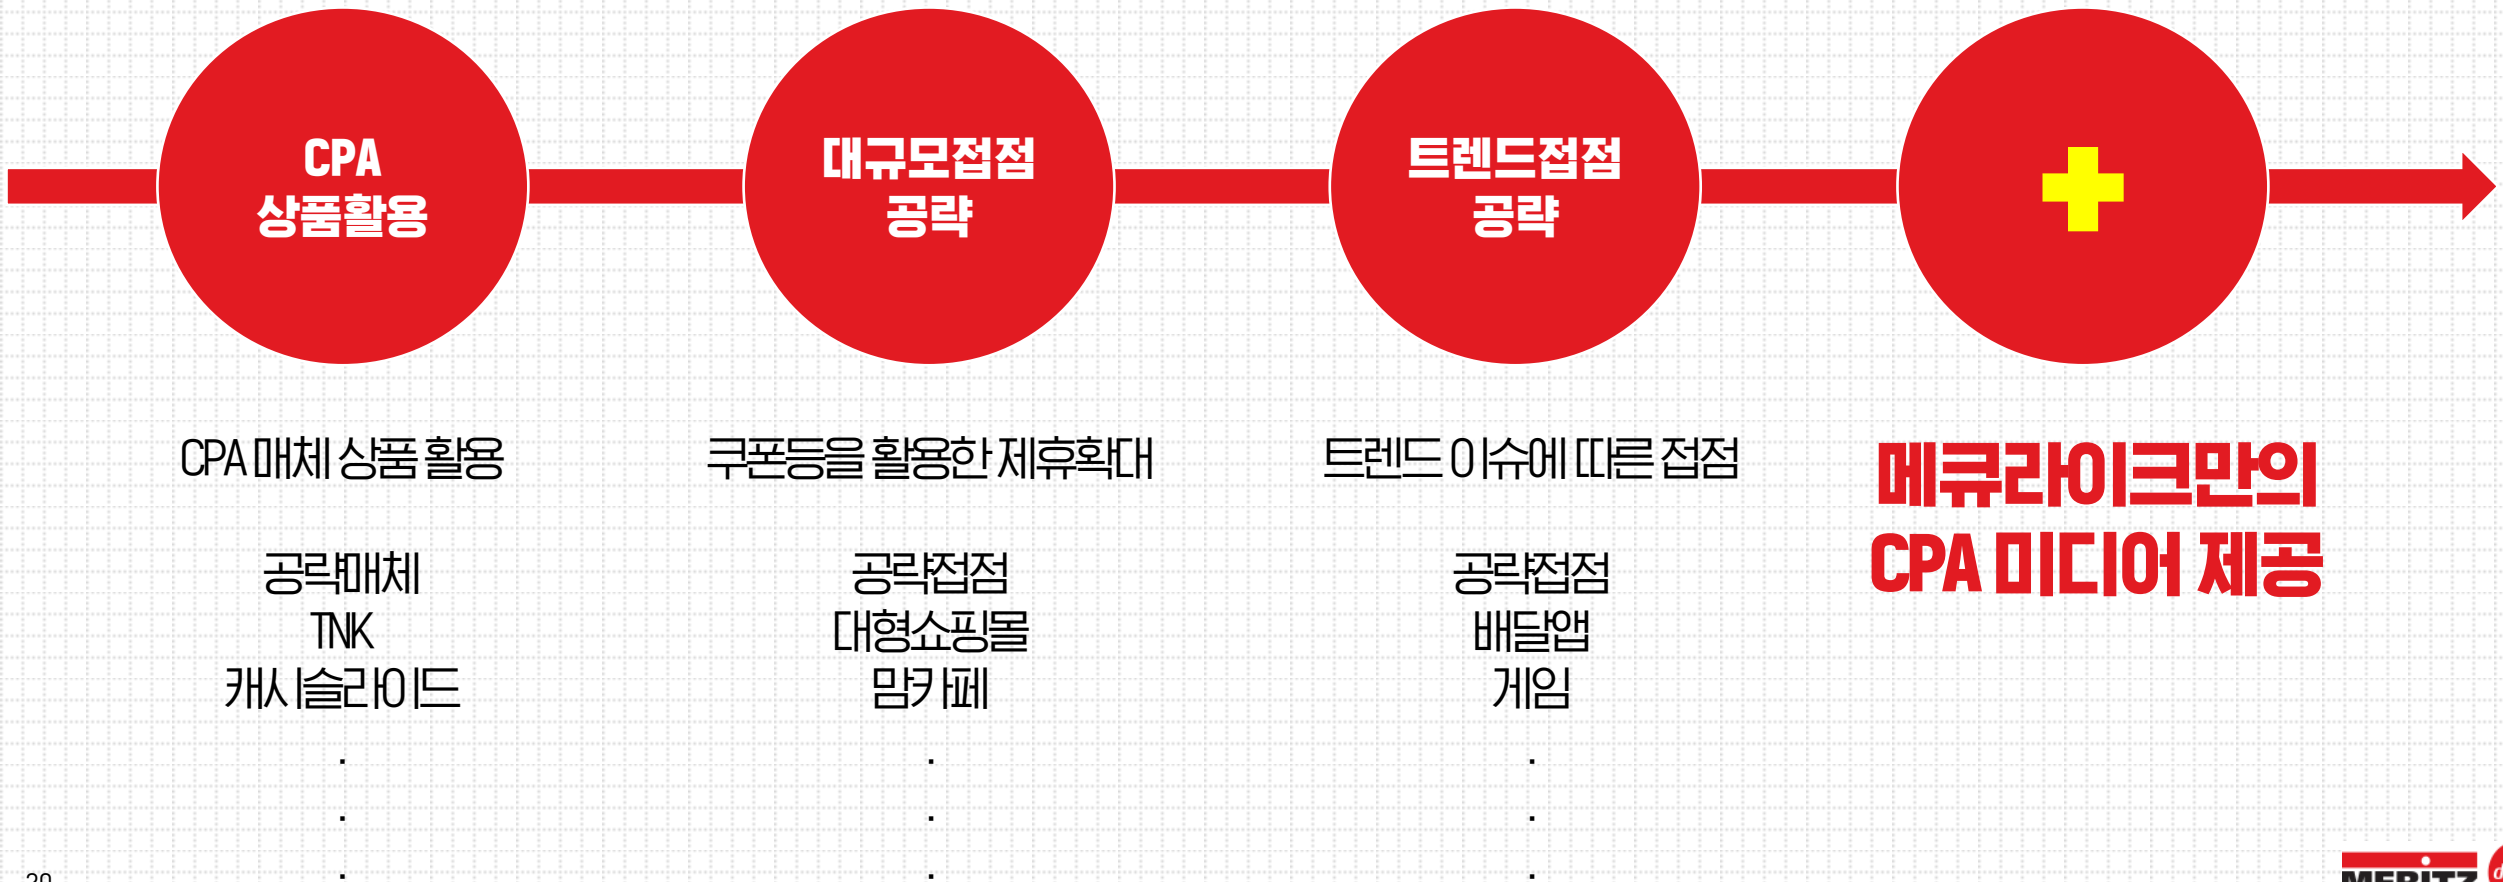 CPA
상품활용
대규모접점
공략
트렌드접점
공략
CPA 매체 상품 활용
공략매체
TNK
캐시슬라이드
.
.
.
쿠폰등을 활용한 제휴확대
공략접점
대형쇼핑몰
맘카페
.
.
.
트렌드 이슈에 따른 접점
공략접점
배달앱
게임
.
.
.
메큐라이크만의
CPA 미디어 제공
MERITZ